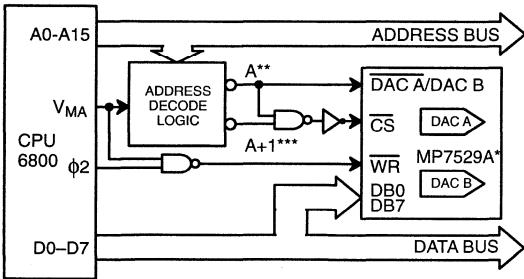 A0-A15
ADDRESS BUS
A**
ADDRESS
DECODE
LOGIC
DAC A/DAC B
VMA
CS
DAC A
CPU
6800
A+1***
ϕ2
WR
MP7529A*
DB0
DB7
DAC B
D0–D7
DATA BUS